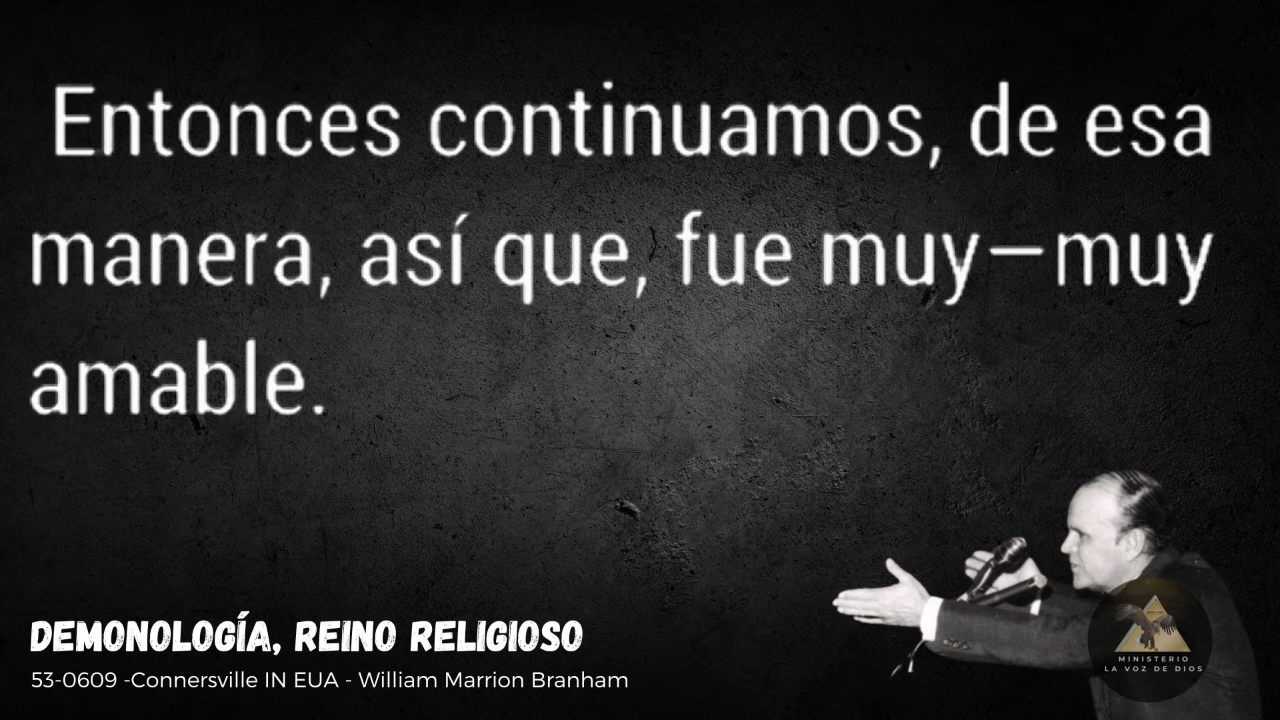 Entonces continuamos, de esa
manera, así que, fue muy—muy
amable.
DEMONOLOGÍA, REINO RELIGIOSO
53-0609 -Connersville IN EUA - William Marrion Branham
MINISTERIO
LA VOZ DE DIOS